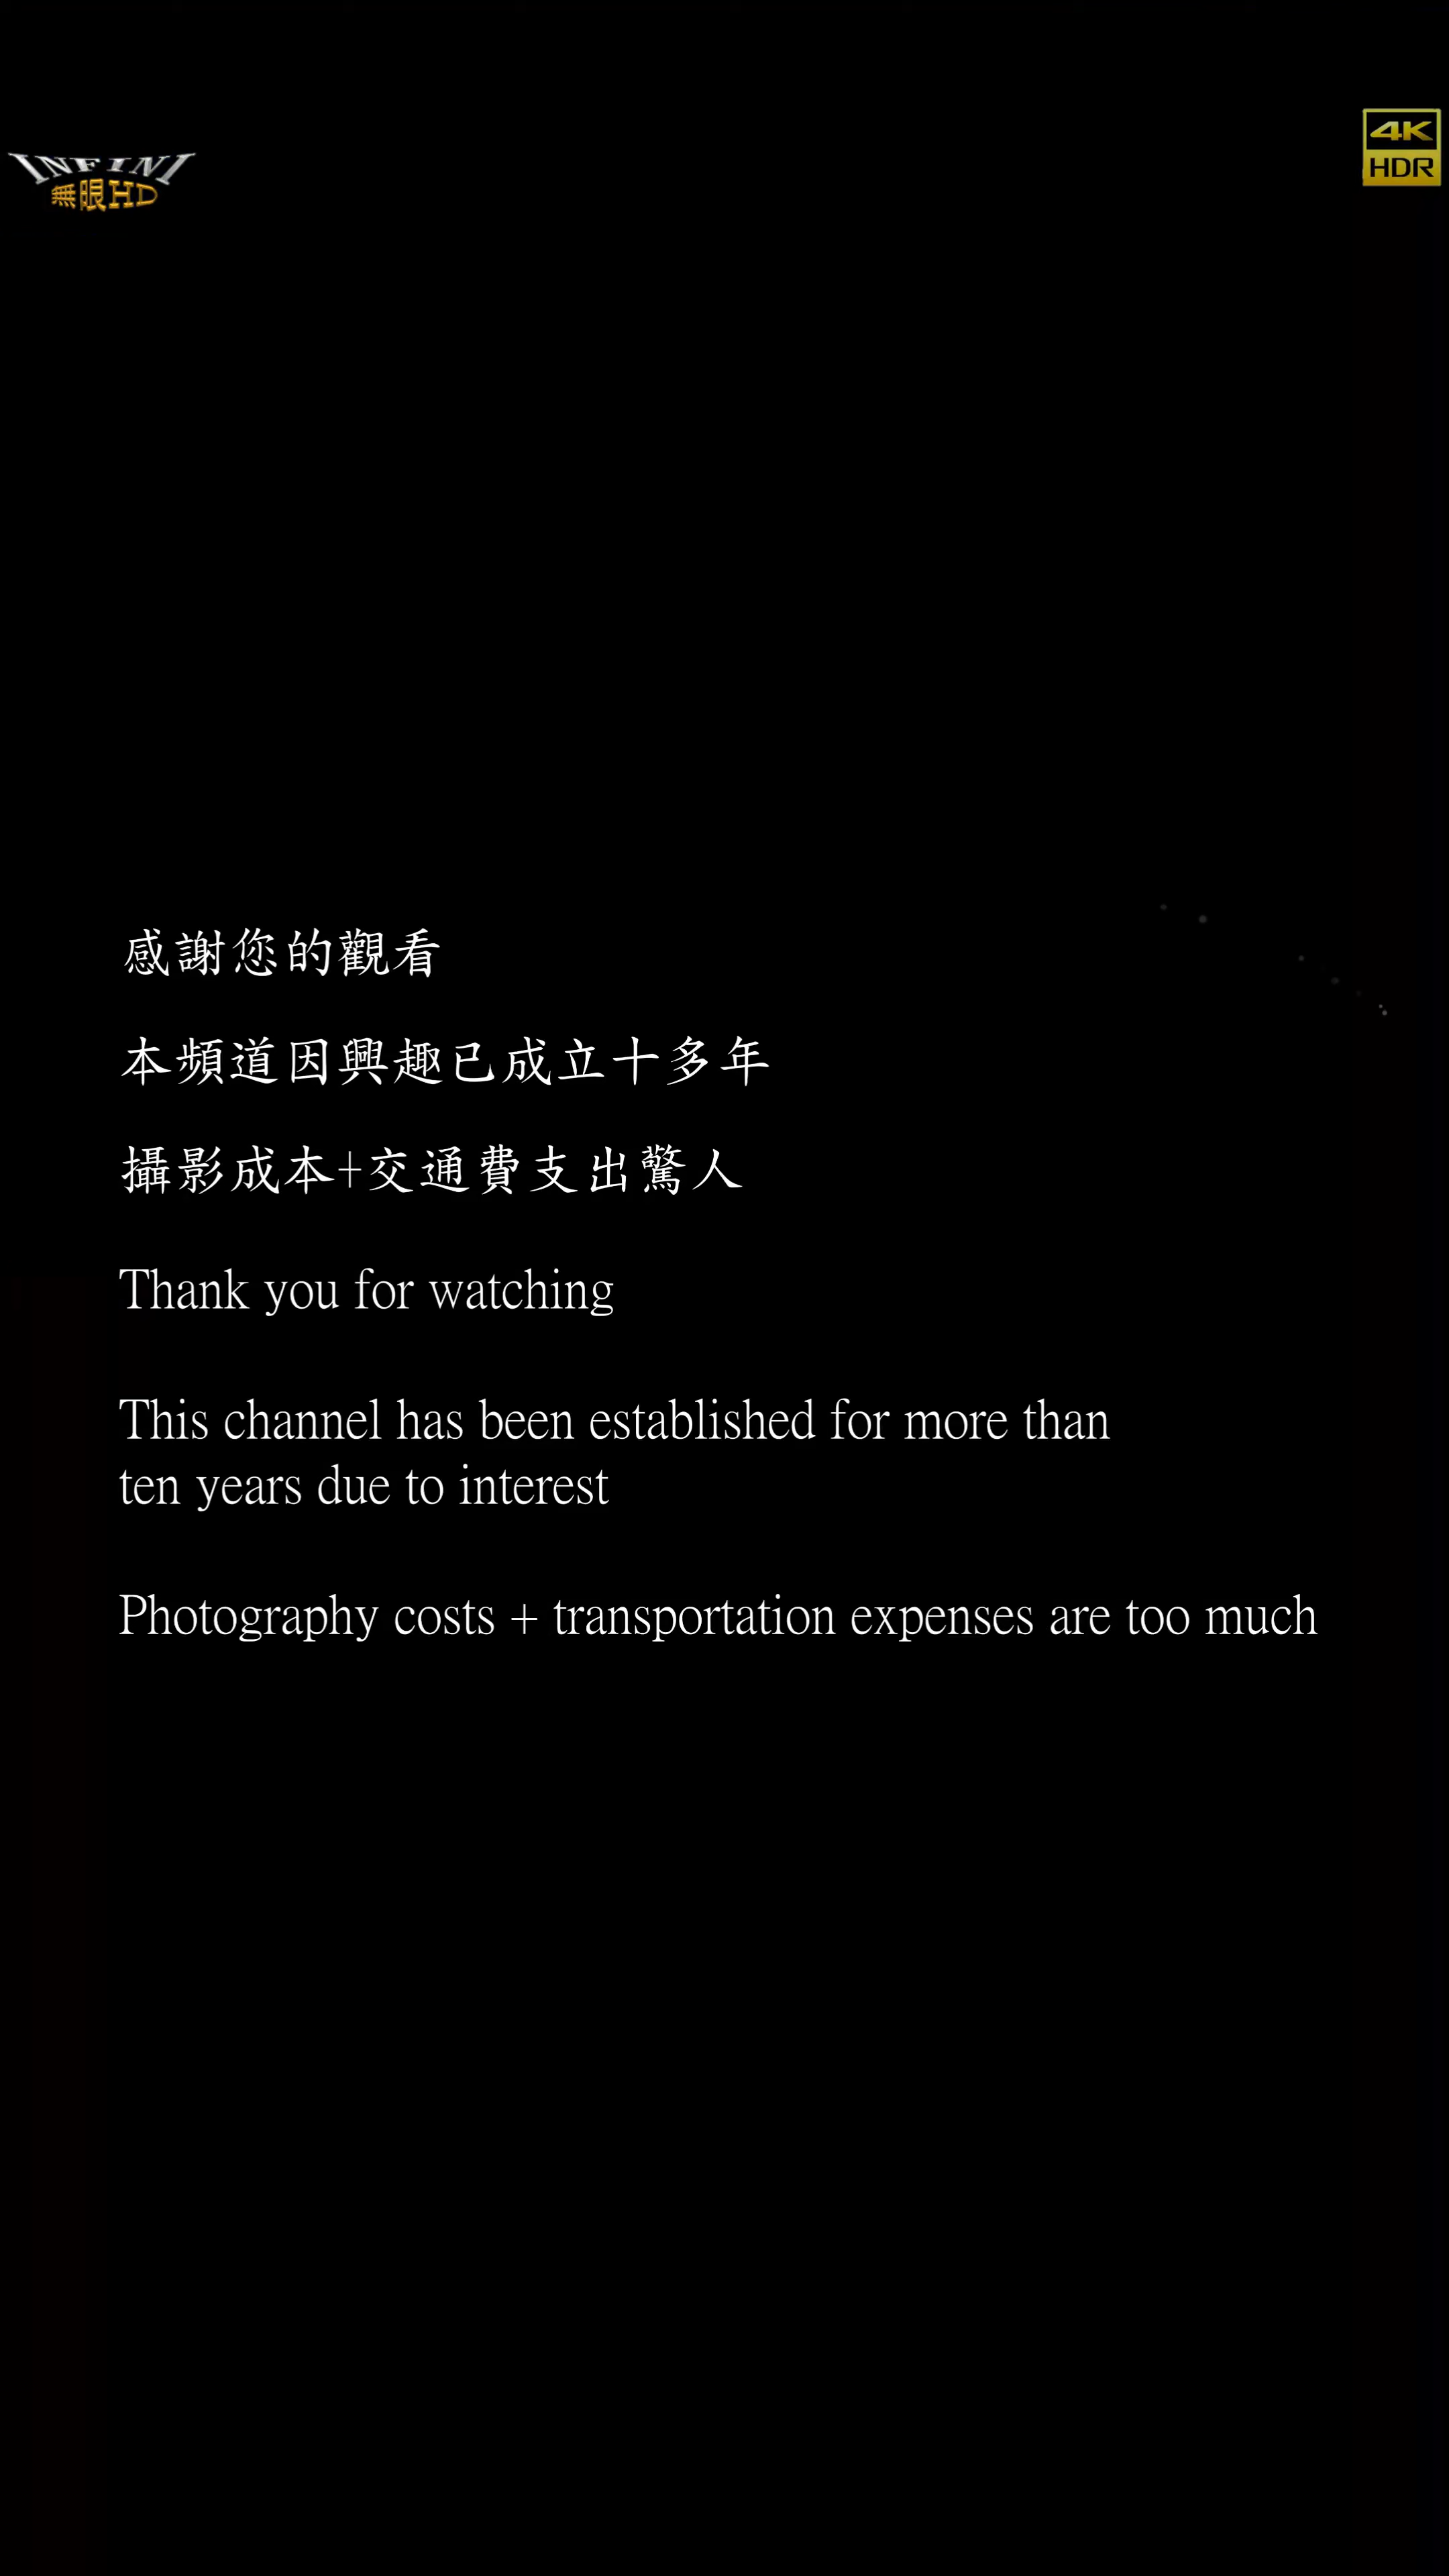 INFINI
無限HD
4K
HDR
感謝您的觀看
本頻道因興趣已成立十多年
攝影成本+交通費支出驚人
Thank you for watching
This channel has been established for more than
ten years due to interest
Photography costs + transportation expenses are too much